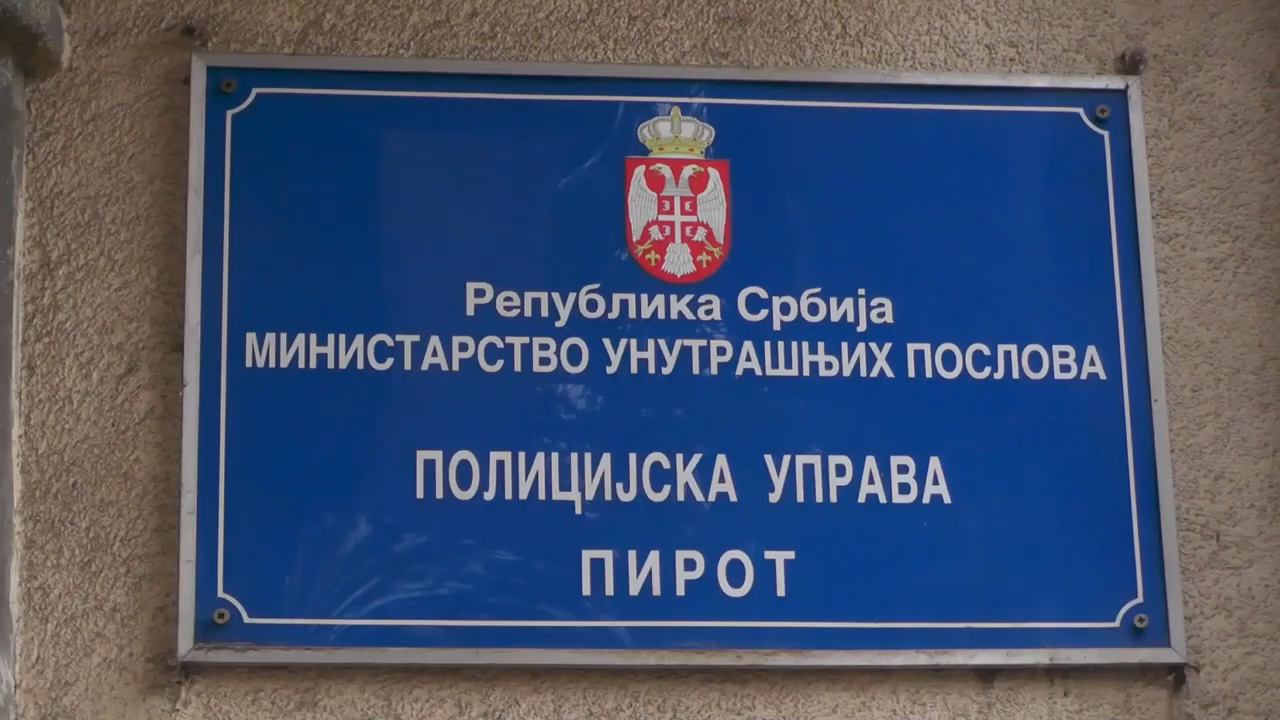 Република Србија
МИНИСТАРСТВО УНУТРАШЊИХ ПОСЛОВА
ПОЛИЦИЈСКА УПРАВА
ПИРОТ